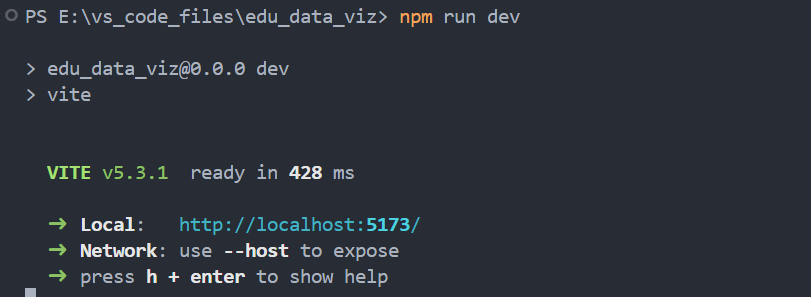 PS E:\vs_code_files\edu_data_viz> npm run dev
> edu_data_viz@0.0.0 dev
> vite
VITE v5.3.1 ready in 428 ms
➜ Local: http://localhost:5173/
➜ Network: use --host to expose
➜ press h + enter to show help